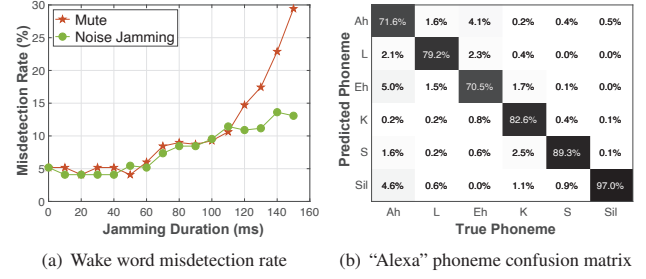 Misdetection Rate (%)
30
25
20
15
10
5
0
Mute
Noise Jamming
0 20 40 60 80 100 120 140 160
Jamming Duration (ms)
(a) Wake word misdetection rate
Predicted Phoneme
Ah 71.6% 1.6% 4.1% 0.2% 0.4% 0.5%
L 2.1% 79.2% 2.3% 0.4% 0.0% 0.0%
Eh 5.0% 1.5% 70.5% 1.7% 0.1% 0.0%
K 0.2% 0.2% 0.8% 82.6% 0.4% 0.1%
S 1.6% 0.2% 0.6% 2.5% 89.3% 0.1%
Sil 4.6% 0.6% 0.0% 1.1% 0.9% 97.0%
Ah L Eh K S Sil
True Phoneme
(b) “Alexa” phoneme confusion matrix